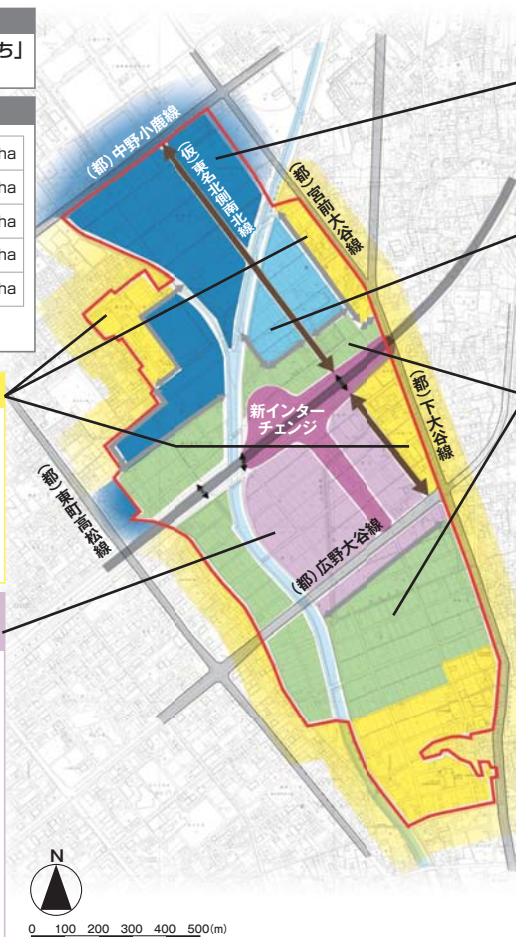 ち」
ha
ha
ha
ha
ha
(都)中野小鹿線
(仮)東名北側南北線
(都)宮前大谷線
新インター
チェンジ
(都)下大谷線
(都)東町高松線
(都)広野大谷線
N
0 100 200 300 400 500(m)